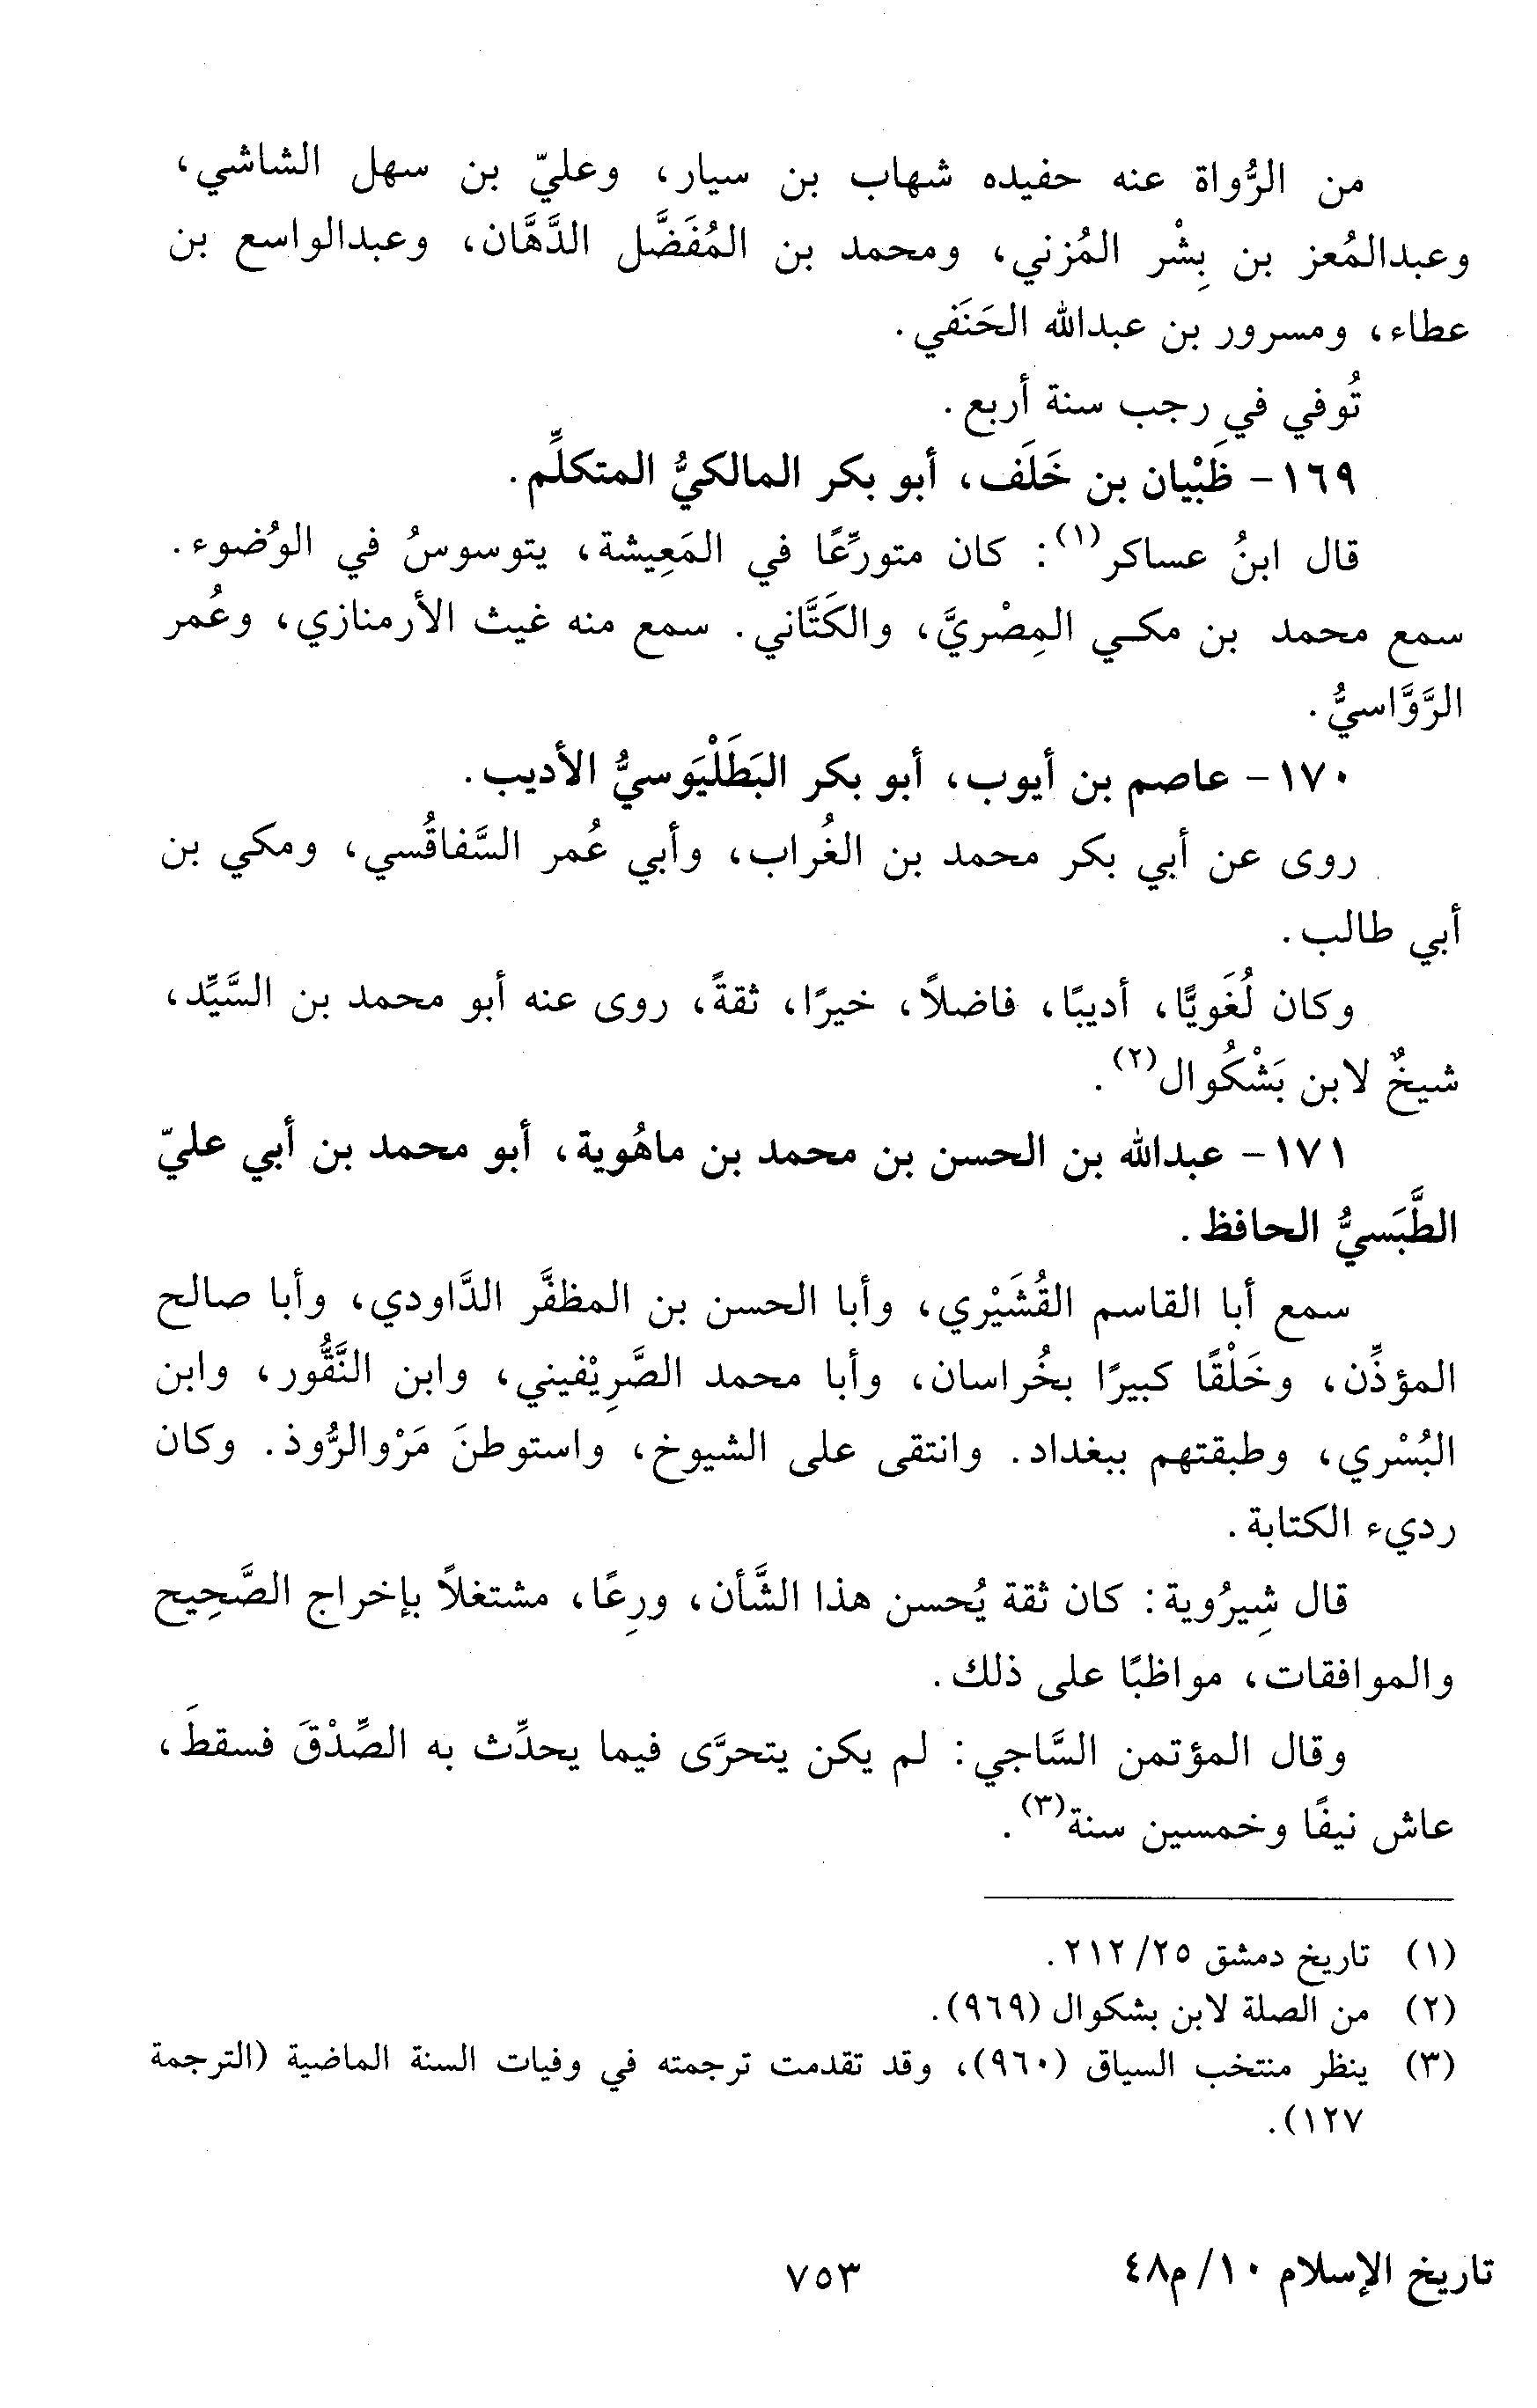 من الرُّواة عنه حفيده شهاب بن سيار، وعليّ بن سهل الشاشي،
وعبدالمُعز بن بِشْر المُزني، ومحمد بن المُفَضَّل الدَّهَّان، وعبدالواسع بن
عطاء، ومسرور بن عبدالله الحَنَفي.
تُوفي في رجب سنة أربع.
١٦٩- ظَبْيان بن خَلَف، أبو بكر المالكيُّ المتكلِّم.
قال ابنُ عساكر(١): كان متورِّعًا في المَعِيشة، يتوسوسُ في الوُضوء.
سمع محمد بن مكي المِصْريَّ، والكَتَّاني. سمع منه غيث الأرمنازي، وعُمر
الرَّوَّاسيُّ.
١٧٠- عاصم بن أيوب، أبو بكر البَطَلْيَوسيُّ الأديب.
روى عن أبي بكر محمد بن الغُراب، وأبي عُمر السَّفاقُسي، ومكي بن
أبي طالب.
وكان لُغَويًّا، أديبًا، فاضلاً، خيرًا، ثقةً، روى عنه أبو محمد بن السَّيِّد،
شيخٌ لابن بَشْكُوال(٢).
١٧١- عبدالله بن الحسن بن محمد بن ماهُوية، أبو محمد بن أبي عليّ
الطَّبَسيُّ الحافظ.
سمع أبا القاسم القُشَيْري، وأبا الحسن بن المظفَّر الدَّاودي، وأبا صالح
المؤذِّن، وخَلْقًا كبيرًا بخُراسان، وأبا محمد الصَّرِيْفيني، وابن النَّقُّور، وابن
البُسْري، وطبقتهم ببغداد. وانتقى على الشيوخ، واستوطنَ مَرْوالرُّوذ. وكان
رديء الكتابة.
قال شِيرُوية: كان ثقة يُحسن هذا الشَّأن، ورِعًا، مشتغلاً بإخراج الصَّحِيح
والموافقات، مواظبًا على ذلك.
وقال المؤتمن السَّاجي: لم يكن يتحرَّى فيما يحدِّث به الصِّدْقَ فسقطَ،
عاش نيفًا وخمسين سنة(٣).
(١) تاريخ دمشق ٢٥/ ٢١٢.
(٢) من الصلة لابن بشكوال (٩٦٩).
(٣) ينظر منتخب السياق (٩٦٠)، وقد تقدمت ترجمته في وفيات السنة الماضية (الترجمة
١٢٧).
تاريخ الإسلام ١٠/ م٤٨ ٧٥٣